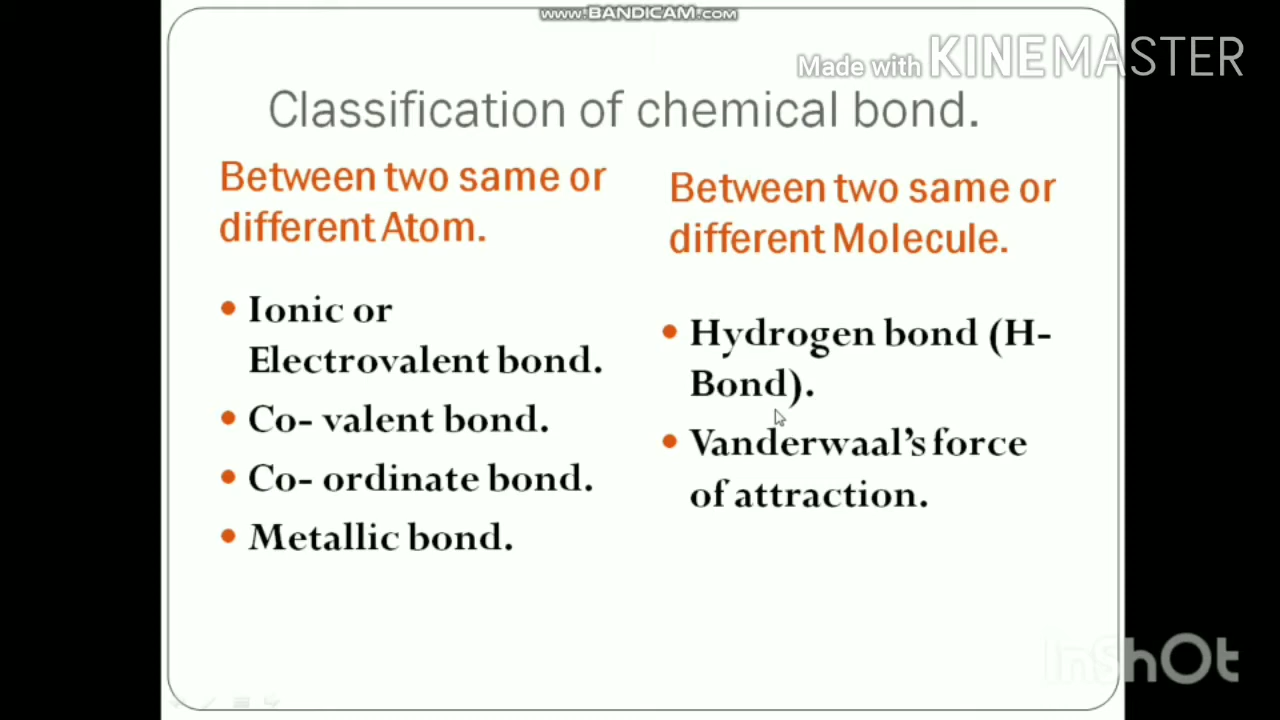 www.BANDICAM.com
Made with KINEMASTER
Classification of chemical bond.
Between two same or
different Atom.
• Ionic or
Electrovalent bond.
• Co- valent bond.
• Co- ordinate bond.
• Metallic bond.
Between two same or
different Molecule.
• Hydrogen bond (H-
Bond).
• Vanderwaal’s force
of attraction.
InShOt